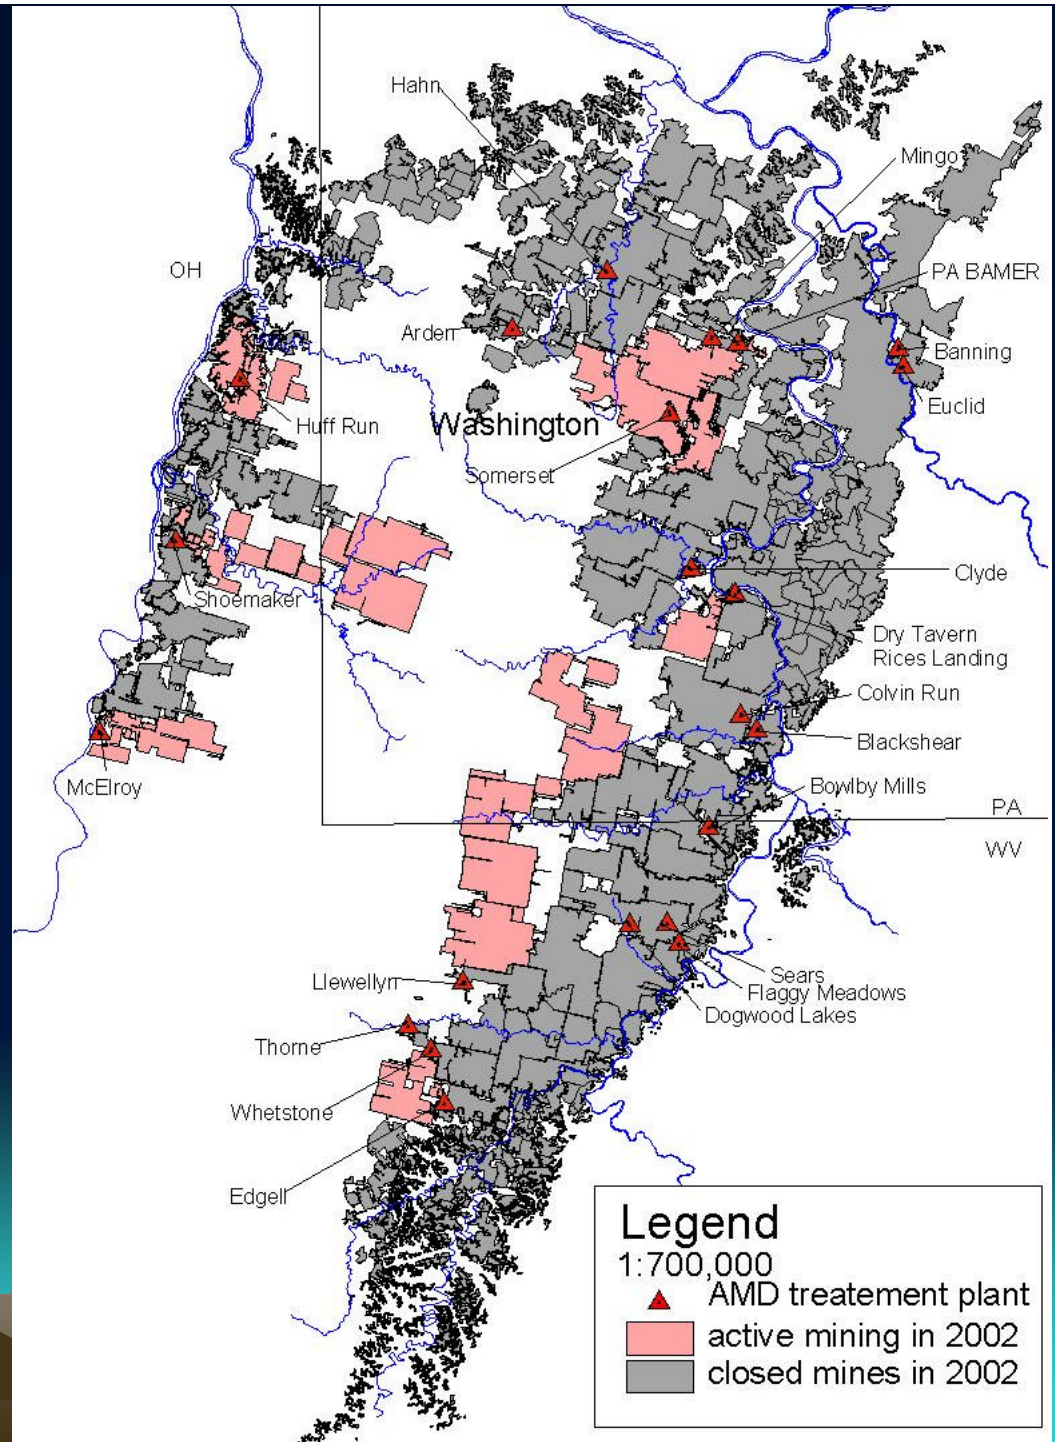 Hahn
Mingo
OH
PA BAMER
Arden
Banning
Euclid
Huff Run
Washington
Somerset
Clyde
Shoemaker
Dry Tavern
Rices Landing
Colvin Run
Blackshear
McElroy
Bowlby Mills
PA
WV
Sears
Llewellyn
Flaggy Meadows
Dogwood Lakes
Thorne
Whetstone
Edgell
Legend
1:700,000
AMD treatement plant
active mining in 2002
closed mines in 2002